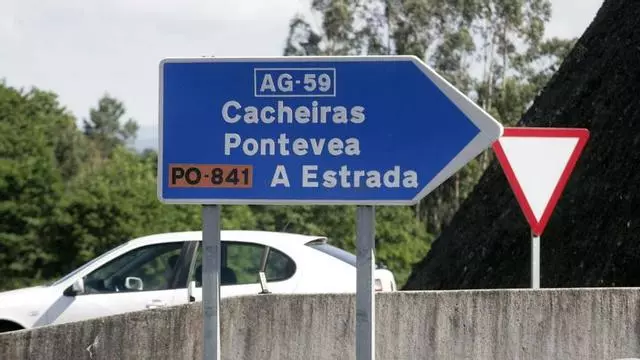 AG-59
Cacheiras
Pontevea
PO-841 A Estrada